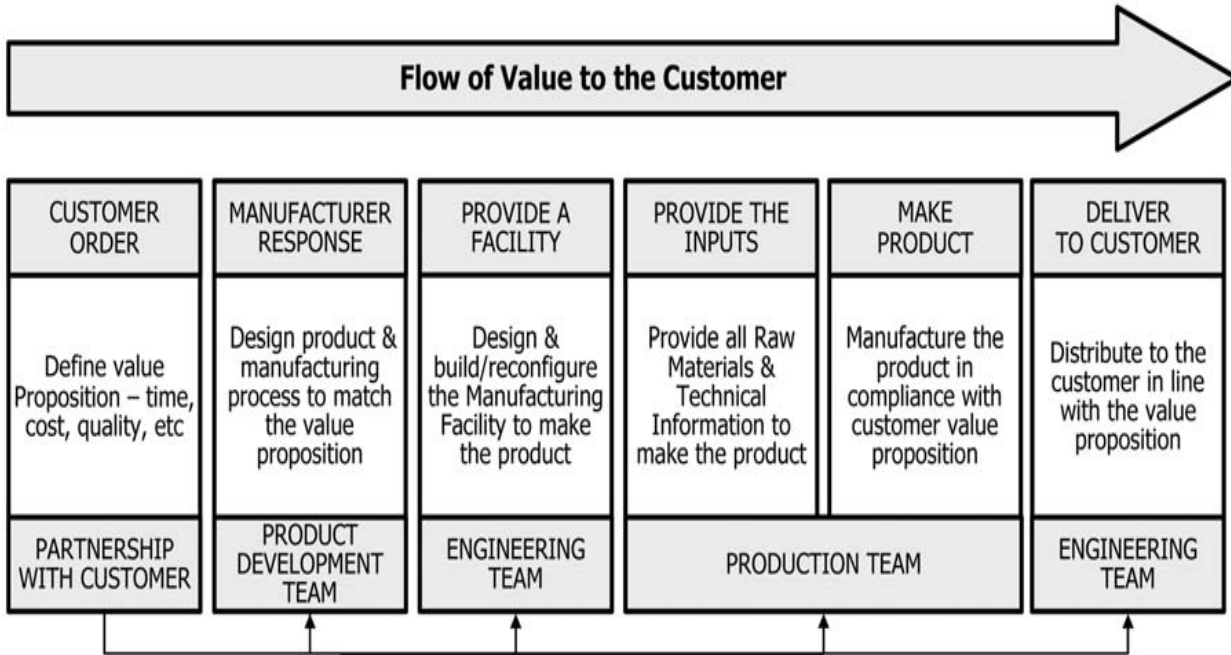 Flow of Value to the Customer
CUSTOMER
ORDER
Define value
Proposition – time,
cost, quality, etc
PARTNERSHIP
WITH CUSTOMER
MANUFACTURER
RESPONSE
Design product &
manufacturing
process to match
the value
proposition
PRODUCT
DEVELOPMENT
TEAM
PROVIDE A
FACILITY
Design &
build/reconfigure
the Manufacturing
Facility to make
the product
ENGINEERING
TEAM
PROVIDE THE
INPUTS
Provide all Raw
Materials &
Technical
Information to
make the product
MAKE
PRODUCT
Manufacture the
product in
compliance with
customer value
proposition
PRODUCTION TEAM
DELIVER
TO CUSTOMER
Distribute to the
customer in line
with the value
proposition
ENGINEERING
TEAM